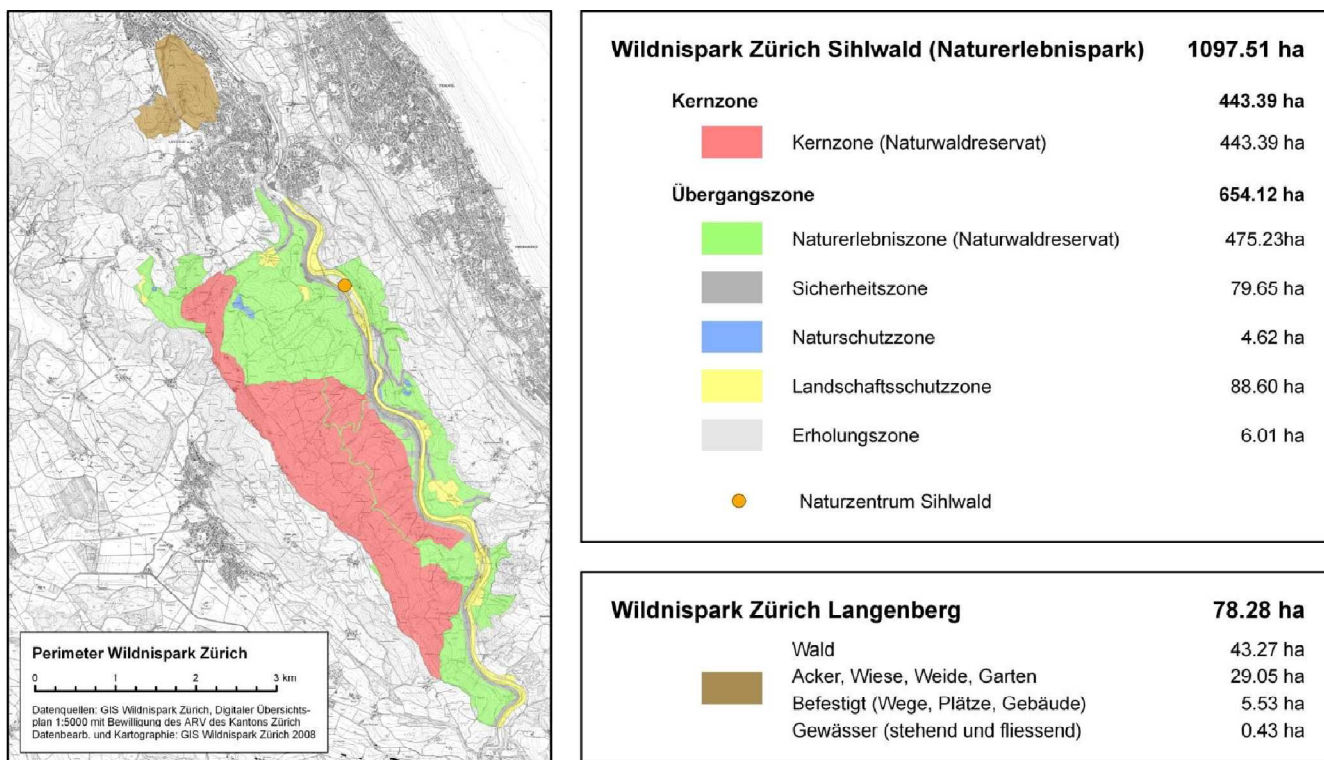 Perimeter Wildnispark Zürich
0 1 2 3 km
Datenquellen: GIS Wildnispark Zürich, Digitaler Übersichts-
plan 1:5000 mit Bewilligung des ARV des Kantons Zürich
Datenbearb. und Kartographie: GIS Wildnispark Zürich 2008
Wildnispark Zürich Sihlwald (Naturerlebnispark) 1097.51 ha
Kernzone 443.39 ha
Kernzone (Naturwaldreservat) 443.39 ha
Übergangszone 654.12 ha
Naturerlebniszone (Naturwaldreservat) 475.23ha
Sicherheitszone 79.65 ha
Naturschutzzone 4.62 ha
Landschaftsschutzzone 88.60 ha
Erholungszone 6.01 ha
Naturzentrum Sihlwald
Wildnispark Zürich Langenberg 78.28 ha
Wald 43.27 ha
Acker, Wiese, Weide, Garten 29.05 ha
Befestigt (Wege, Plätze, Gebäude) 5.53 ha
Gewässer (stehend und fliessend) 0.43 ha